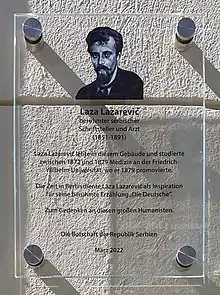 Laza Lazarević
berühmter serbischer
Schriftsteller und Arzt
(1851-1891)
Laza Lazarević lebte in diesem Gebäude und studierte
zwischen 1872 und 1879 Medizin an der Friedrich-
Wilhelm Universität, wo er 1879 promovierte.
Die Zeit in Berlin diente Laza Lazarević als Inspiration
für seine berühmte Erzählung „Die Deutsche“.
Zum Gedenken an diesen großen Humanisten.
Die Botschaft der Republik Serbien
März 2022